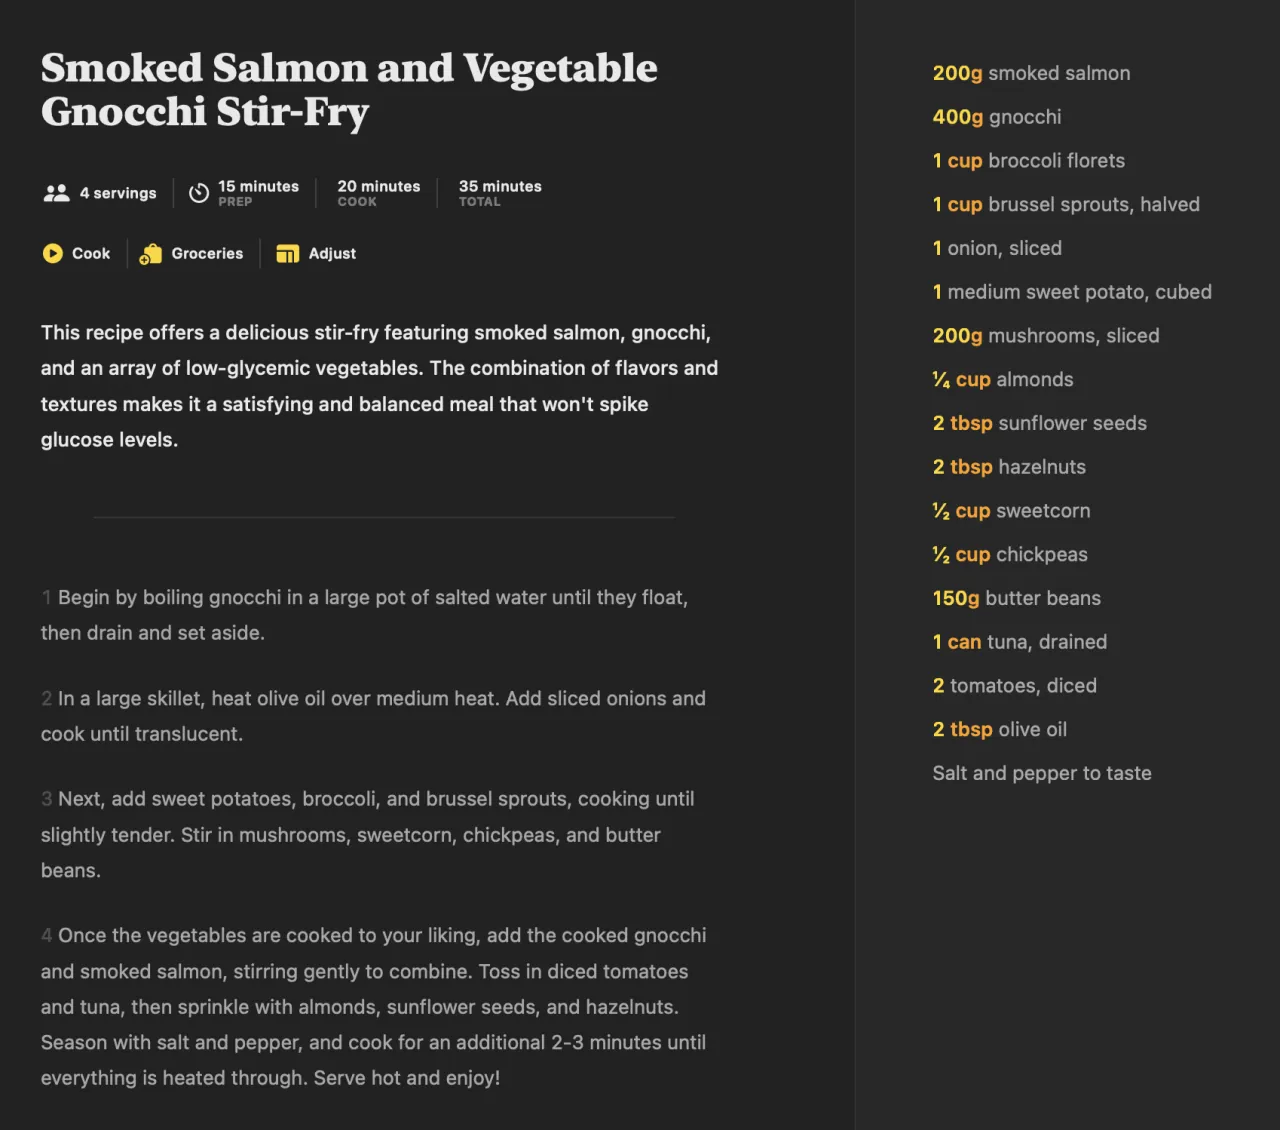 Smoked Salmon and Vegetable
Gnocchi Stir-Fry
4 servings
15 minutes
PREP
20 minutes
COOK
35 minutes
TOTAL
Cook
Groceries
Adjust
This recipe offers a delicious stir-fry featuring smoked salmon, gnocchi,
and an array of low-glycemic vegetables. The combination of flavors and
textures makes it a satisfying and balanced meal that won't spike
glucose levels.
1 Begin by boiling gnocchi in a large pot of salted water until they float,
then drain and set aside.
2 In a large skillet, heat olive oil over medium heat. Add sliced onions and
cook until translucent.
3 Next, add sweet potatoes, broccoli, and brussel sprouts, cooking until
slightly tender. Stir in mushrooms, sweetcorn, chickpeas, and butter
beans.
4 Once the vegetables are cooked to your liking, add the cooked gnocchi
and smoked salmon, stirring gently to combine. Toss in diced tomatoes
and tuna, then sprinkle with almonds, sunflower seeds, and hazelnuts.
Season with salt and pepper, and cook for an additional 2-3 minutes until
everything is heated through. Serve hot and enjoy!
200g smoked salmon
400g gnocchi
1 cup broccoli florets
1 cup brussel sprouts, halved
1 onion, sliced
1 medium sweet potato, cubed
200g mushrooms, sliced
¼ cup almonds
2 tbsp sunflower seeds
2 tbsp hazelnuts
½ cup sweetcorn
½ cup chickpeas
150g butter beans
1 can tuna, drained
2 tomatoes, diced
2 tbsp olive oil
Salt and pepper to taste